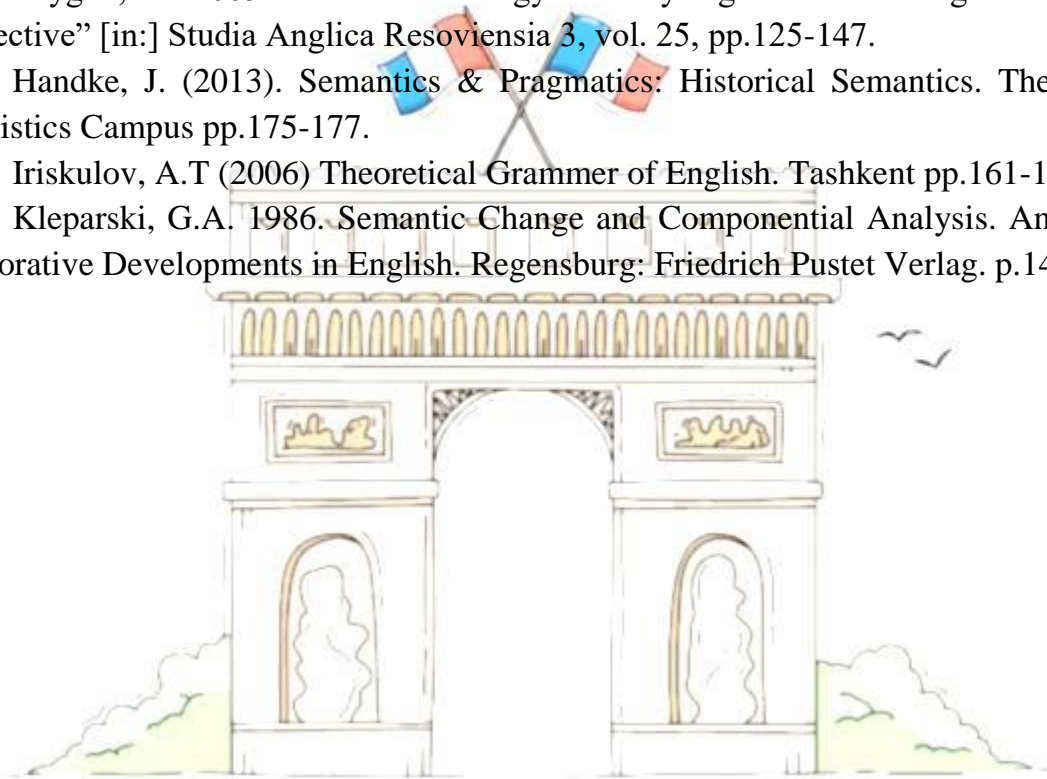 ective” [in:] Studia Anglica Resoviensia 3, vol. 25, pp.125-147.
Handke, J. (2013). Semantics & Pragmatics: Historical Semantics. The
istics Campus pp.175-177.
Iriskulov, A.T (2006) Theoretical Grammer of English. Tashkent pp.161-1
Kleparski, G.A. 1986. Semantic Change and Componential Analysis. An
orative Developments in English. Regensburg: Friedrich Pustet Verlag. p.14